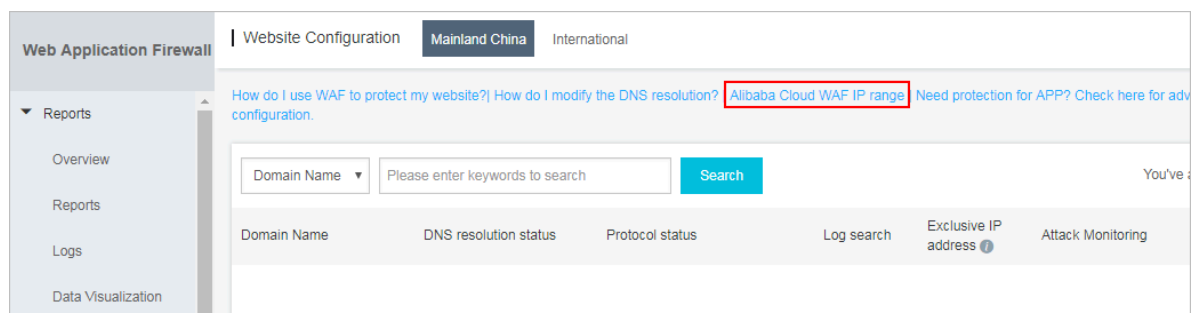 Web Application Firewall
Website Configuration Mainland China International
How do I use WAF to protect my website?| How do I modify the DNS resolution? | Alibaba Cloud WAF IP range | Need protection for APP? Check here for
configuration.
Reports
Overview
Reports
Logs
Data Visualization
Domain Name ▼ Please enter keywords to search Search You've
Domain Name DNS resolution status Protocol status Log search Exclusive IP address Attack Monitoring